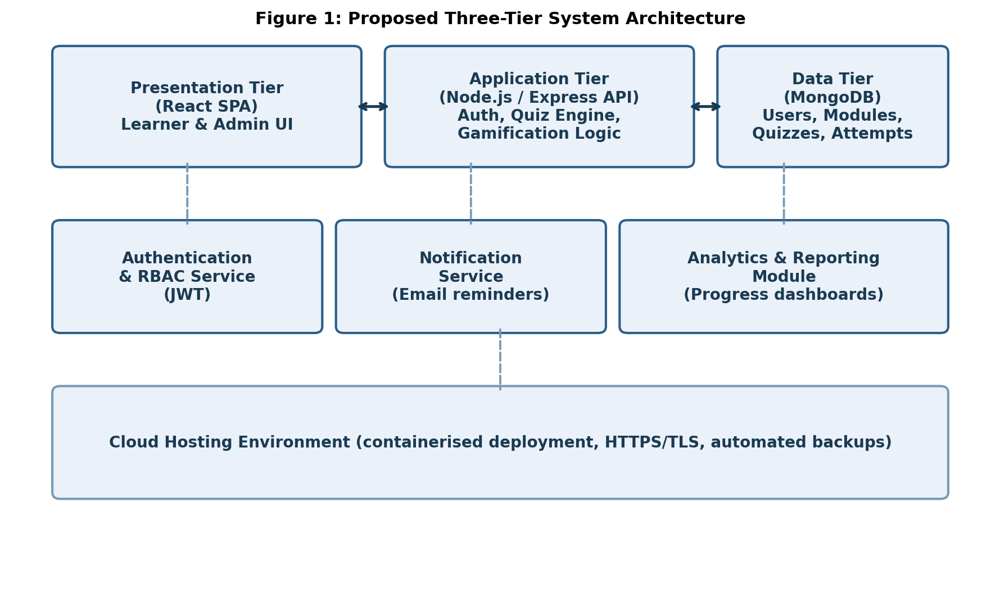 Figure 1: Proposed Three-Tier System Architecture
Presentation Tier
(React SPA)
Learner & Admin UI
Application Tier
(Node.js / Express API)
Auth, Quiz Engine,
Gamification Logic
Data Tier
(MongoDB)
Users, Modules,
Quizzes, Attempts
Authentication
& RBAC Service
(JWT)
Notification
Service
(Email reminders)
Analytics & Reporting
Module
(Progress dashboards)
Cloud Hosting Environment (containerised deployment, HTTPS/TLS, automated backups)